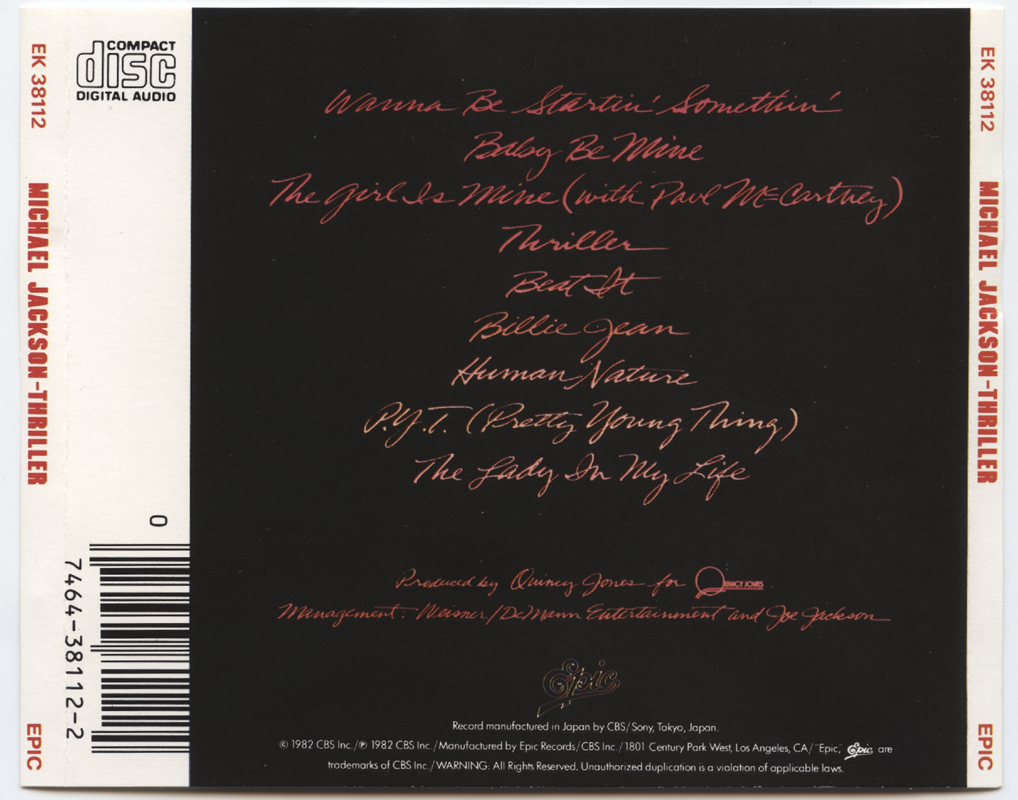 EK 38112
MICHAEL JACKSON-THRILLER
EPIC
COMPACT
disc
DIGITAL AUDIO
0
7464-38112-2
Wanna Be Startin' Somethin'
Baby Be Mine
The Girl Is Mine (with Paul McCartney)
Thriller
Beat It
Billie Jean
Human Nature
P.Y.T. (Pretty Young Thing)
The Lady In My Life
Produced by Quincy Jones for QUINCY JONES
Management: Weisner/DeMann Entertainment and Joe Jackson
Epic
Record manufactured in Japan by CBS/Sony, Tokyo, Japan.
© 1982 CBS Inc./℗ 1982 CBS Inc./Manufactured by Epic Records/CBS Inc./1801 Century Park West, Los Angeles, CA/"Epic," Epic are
trademarks of CBS Inc./WARNING: All Rights Reserved. Unauthorized duplication is a violation of applicable laws.
EK 38112
MICHAEL JACKSON-THRILLER
EPIC